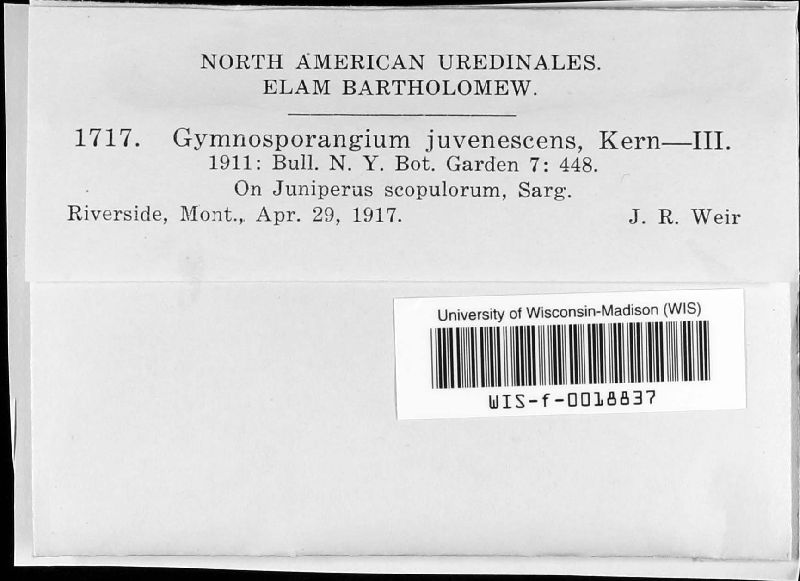 NORTH AMERICAN UREDINALES.
ELAM BARTHOLOMEW.
1717. Gymnosporangium juvenescens, Kern—III.
1911: Bull. N. Y. Bot. Garden 7: 448.
On Juniperus scopulorum, Sarg.
Riverside, Mont., Apr. 29, 1917. J. R. Weir
University of Wisconsin-Madison (WIS)
WIS-f-0018837